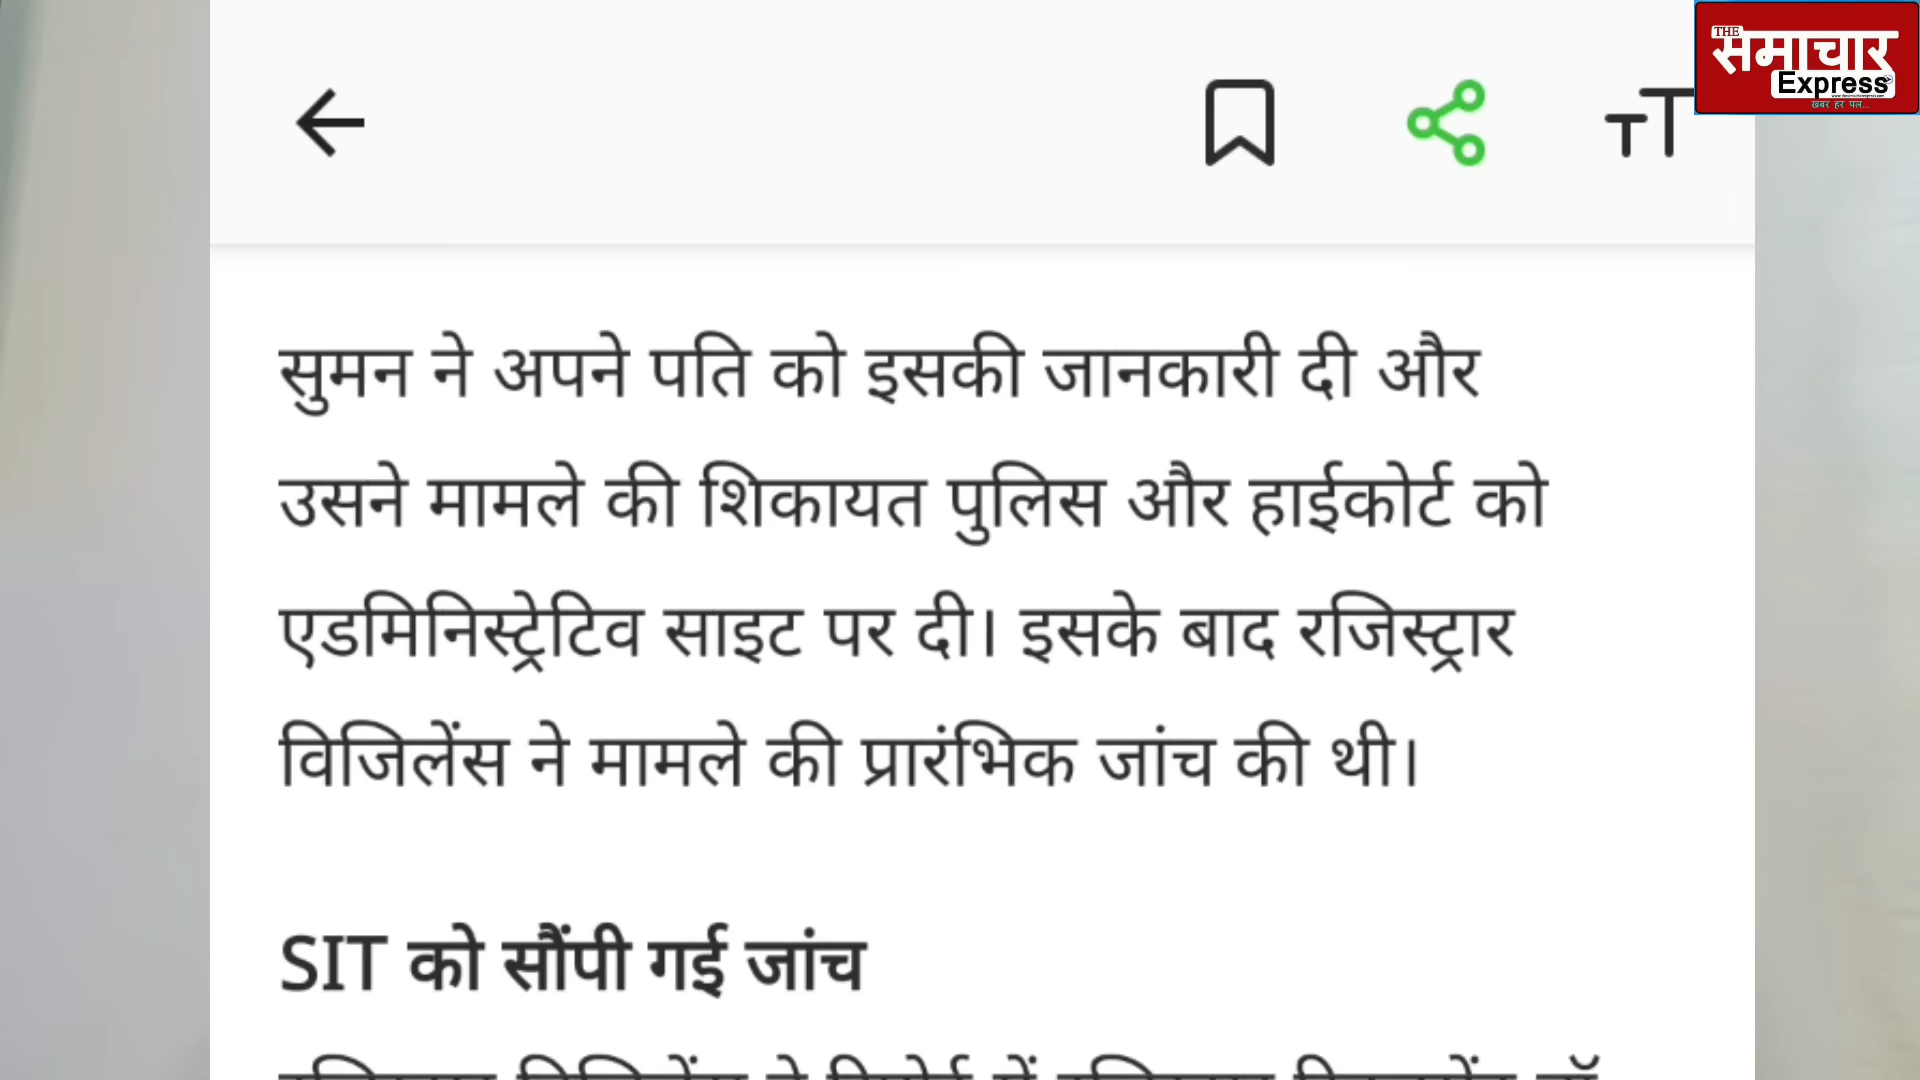 THE
समाचार
Express
ख़बर हर पल...
सुमन ने अपने पति को इसकी जानकारी दी और
उसने मामले की शिकायत पुलिस और हाईकोर्ट को
एडमिनिस्ट्रेटिव साइट पर दी। इसके बाद रजिस्ट्रार
विजिलेंस ने मामले की प्रारंभिक जांच की थी।
SIT को सौंपी गई जांच